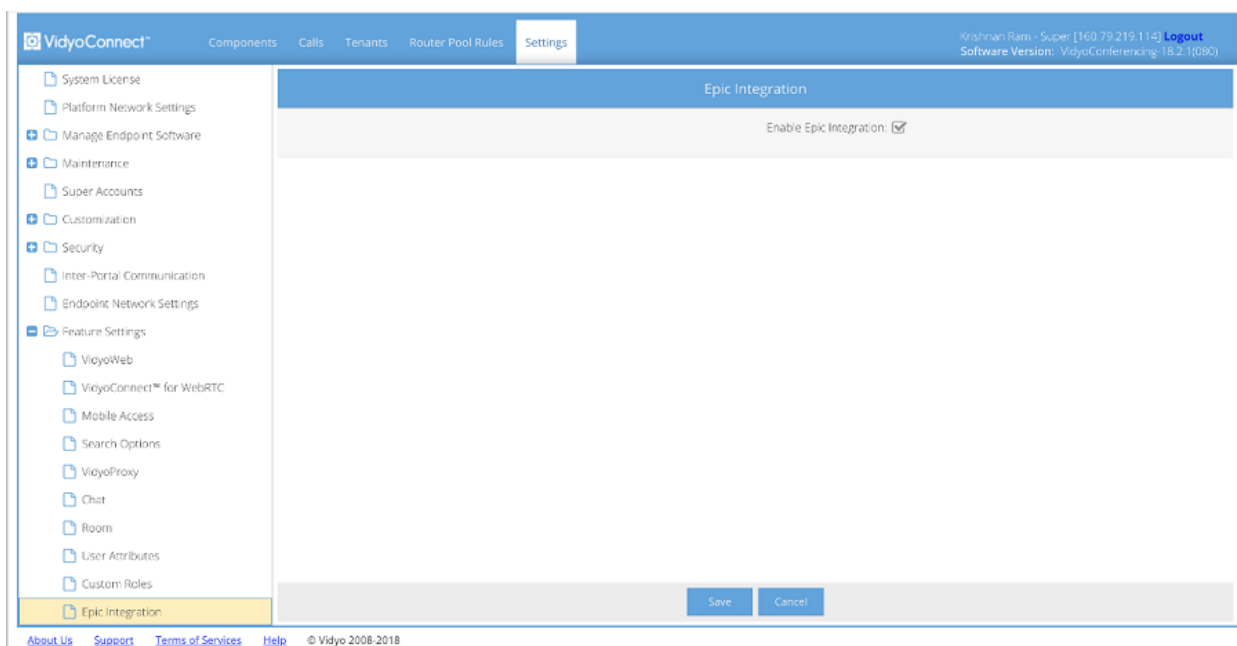 VidyoConnect™ Components Calls Tenants Router Pool Rules Settings
Krishnan Ram - Super [160.79.219.114] Logout
Software Version: VidyoConferencing-18.2.1(080)
System License
Platform Network Settings
Manage Endpoint Software
Maintenance
Super Accounts
Customization
Security
Inter-Portal Communication
Endpoint Network Settings
Feature Settings
VidyoWeb
VidyoConnect™ for WebRTC
Mobile Access
Search Options
VidyoProxy
Chat
Room
User Attributes
Custom Roles
Epic Integration
Epic Integration
Enable Epic Integration:
Save Cancel
About Us Support Terms of Services Help © Vidyo 2008-2018